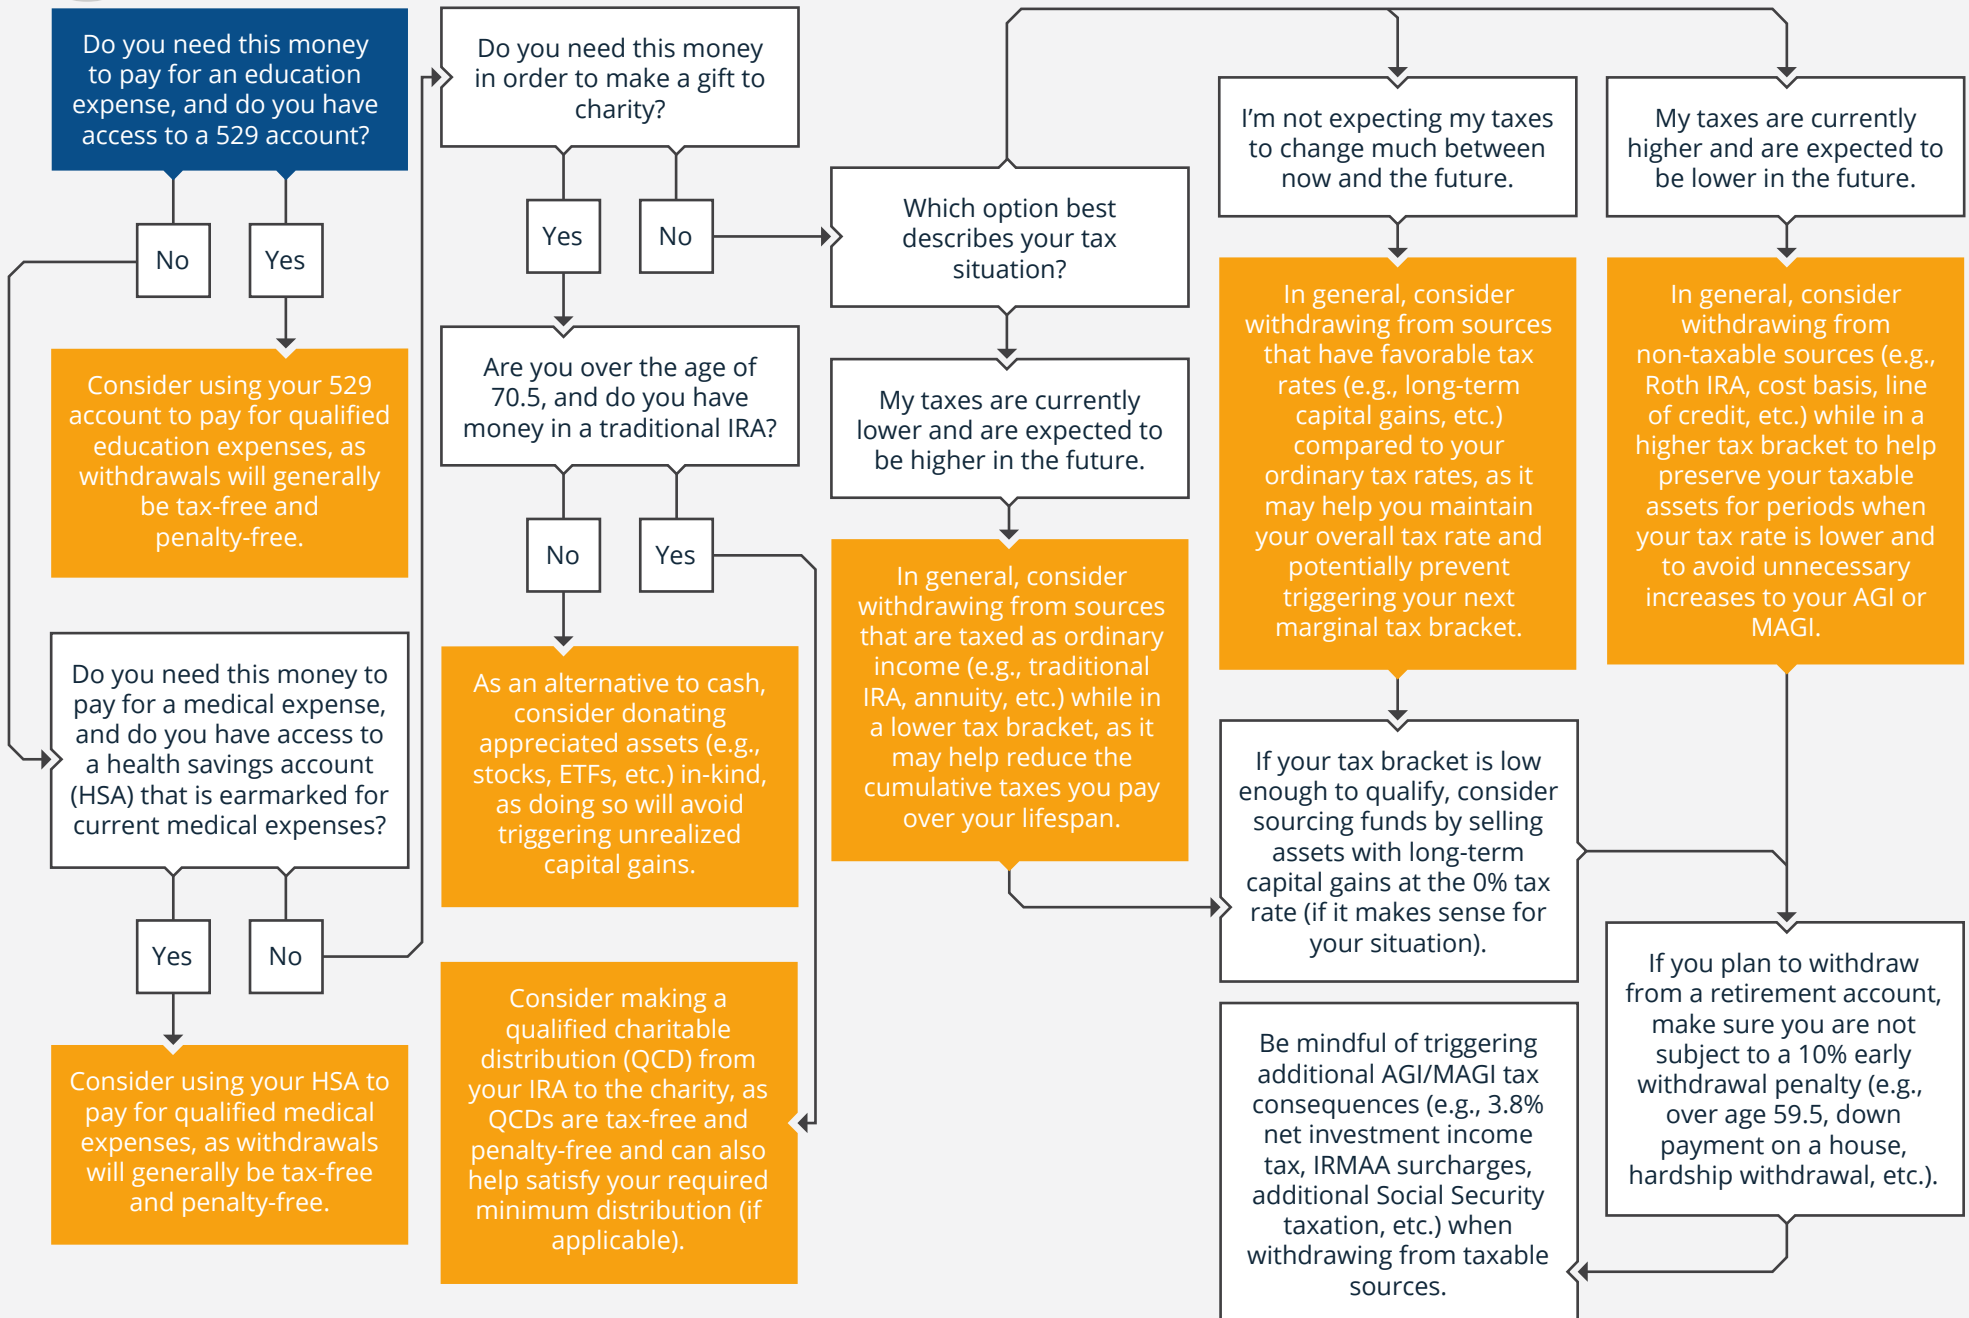 Do you need this money
to pay for an education
expense, and do you have
access to a 529 account?
No
Yes
Consider using your 529
account to pay for qualified
education expenses, as
withdrawals will generally
be tax-free and
penalty-free.
Do you need this money to
pay for a medical expense,
and do you have access to
a health savings account
(HSA) that is earmarked for
current medical expenses?
Yes
No
Consider using your HSA to
pay for qualified medical
expenses, as withdrawals
will generally be tax-free
and penalty-free.
Do you need this money
in order to make a gift to
charity?
Yes
No
Are you over the age of
70.5, and do you have
money in a traditional IRA?
No
Yes
As an alternative to cash,
consider donating
appreciated assets (e.g.,
stocks, ETFs, etc.) in-kind,
as doing so will avoid
triggering unrealized
capital gains.
Consider making a
qualified charitable
distribution (QCD) from
your IRA to the charity, as
QCDs are tax-free and
penalty-free and can also
help satisfy your required
minimum distribution (if
applicable).
Which option best
describes your tax
situation?
My taxes are currently
lower and are expected to
be higher in the future.
In general, consider
withdrawing from sources
that are taxed as ordinary
income (e.g., traditional
IRA, annuity, etc.) while in
a lower tax bracket, as it
may help reduce the
cumulative taxes you pay
over your lifespan.
I'm not expecting my taxes
to change much between
now and the future.
In general, consider
withdrawing from sources
that have favorable tax
rates (e.g., long-term
capital gains, etc.)
compared to your
ordinary tax rates, as it
may help you maintain
your overall tax rate and
potentially prevent
triggering your next
marginal tax bracket.
If your tax bracket is low
enough to qualify, consider
sourcing funds by selling
assets with long-term
capital gains at the 0% tax
rate (if it makes sense for
your situation).
Be mindful of triggering
additional AGI/MAGI tax
consequences (e.g., 3.8%
net investment income
tax, IRMAA surcharges,
additional Social Security
taxation, etc.) when
withdrawing from taxable
sources.
My taxes are currently
higher and are expected to
be lower in the future.
In general, consider
withdrawing from
non-taxable sources (e.g.,
Roth IRA, cost basis, line
of credit, etc.) while in a
higher tax bracket to help
preserve your taxable
assets for periods when
your tax rate is lower and
to avoid unnecessary
increases to your AGI or
MAGI.
If you plan to withdraw
from a retirement account,
make sure you are not
subject to a 10% early
withdrawal penalty (e.g.,
over age 59.5, down
payment on a house,
hardship withdrawal, etc.).